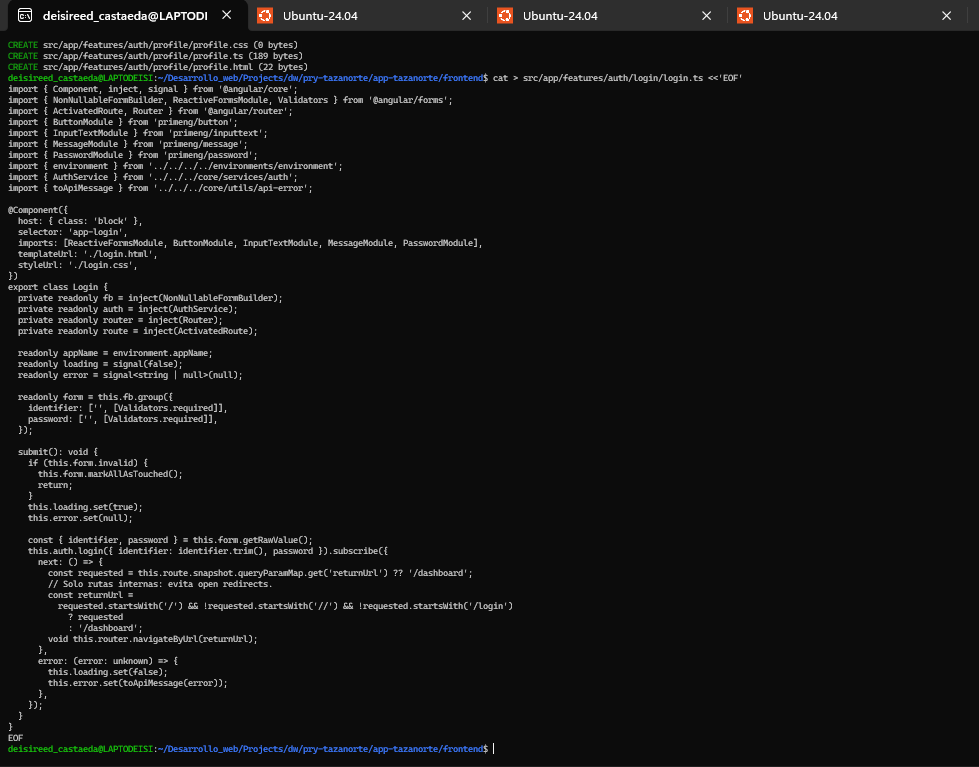 deisireed_castaeda@LAPTODI
Ubuntu-24.04
Ubuntu-24.04
Ubuntu-24.04
CREATE src/app/features/auth/profile/profile.css (0 bytes)
CREATE src/app/features/auth/profile/profile.ts (189 bytes)
CREATE src/app/features/auth/profile/profile.html (22 bytes)
deisireed_castaeda@LAPTODEISI:~/Desarrollo_web/Projects/dw/pry-tazanorte/app-tazanorte/frontend$ cat > src/app/features/auth/login/login.ts <<'EOF'
import { Component, inject, signal } from '@angular/core';
import { NonNullableFormBuilder, ReactiveFormsModule, Validators } from '@angular/forms';
import { ActivatedRoute, Router } from '@angular/router';
import { ButtonModule } from 'primeng/button';
import { InputTextModule } from 'primeng/inputtext';
import { MessageModule } from 'primeng/message';
import { PasswordModule } from 'primeng/password';
import { environment } from '../../../../environments/environment';
import { AuthService } from '../../../core/services/auth';
import { toApiMessage } from '../../../core/utils/api-error';

@Component({
  host: { class: 'block' },
  selector: 'app-login',
  imports: [ReactiveFormsModule, ButtonModule, InputTextModule, MessageModule, PasswordModule],
  templateUrl: './login.html',
  styleUrl: './login.css',
})
export class Login {
  private readonly fb = inject(NonNullableFormBuilder);
  private readonly auth = inject(AuthService);
  private readonly router = inject(Router);
  private readonly route = inject(ActivatedRoute);

  readonly appName = environment.appName;
  readonly loading = signal(false);
  readonly error = signal<string | null>(null);

  readonly form = this.fb.group({
    identifier: ['', [Validators.required]],
    password: ['', [Validators.required]],
  });

  submit(): void {
    if (this.form.invalid) {
      this.form.markAllAsTouched();
      return;
    }
    this.loading.set(true);
    this.error.set(null);

    const { identifier, password } = this.form.getRawValue();
    this.auth.login({ identifier: identifier.trim(), password }).subscribe({
      next: () => {
        const requested = this.route.snapshot.queryParamMap.get('returnUrl') ?? '/dashboard';
        // Solo rutas internas: evita open redirects.
        const returnUrl =
          requested.startsWith('/') && !requested.startsWith('//') && !requested.startsWith('/login')
            ? requested
            : '/dashboard';
        void this.router.navigateByUrl(returnUrl);
      },
      error: (error: unknown) => {
        this.loading.set(false);
        this.error.set(toApiMessage(error));
      },
    });
  }
}
EOF
deisireed_castaeda@LAPTODEISI:~/Desarrollo_web/Projects/dw/pry-tazanorte/app-tazanorte/frontend$